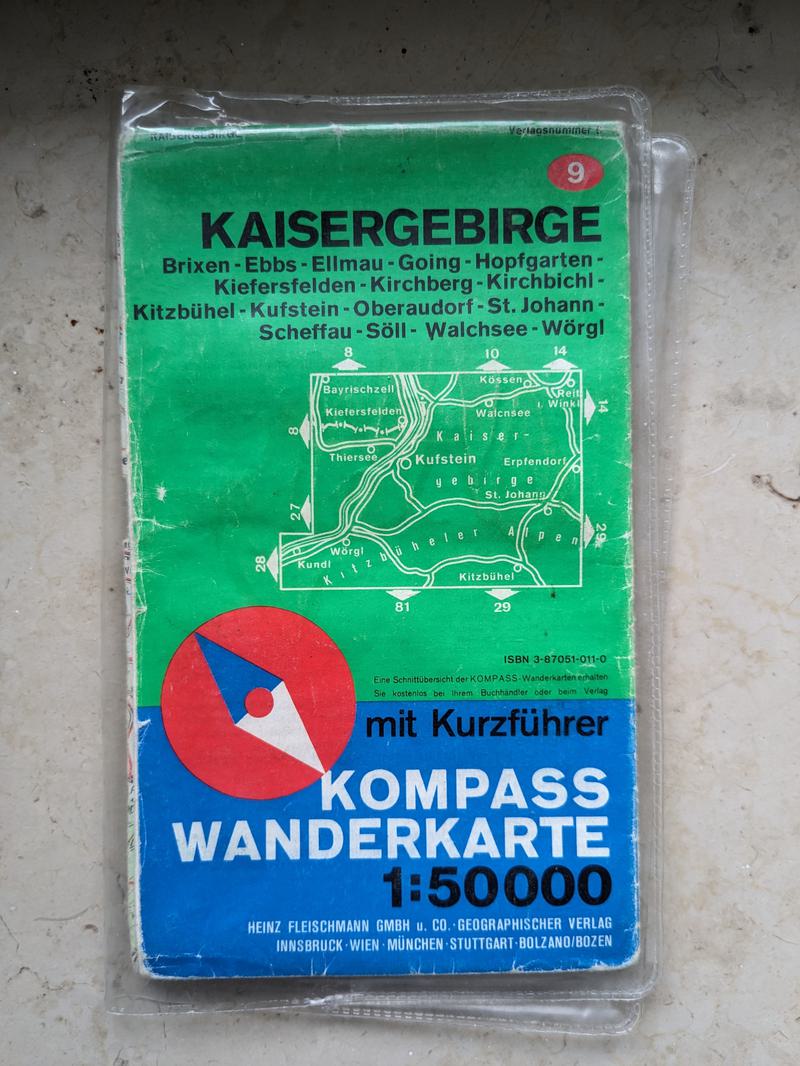 KAISERGEBIRGE
Verlagsnummer
9
KAISERGEBIRGE
Brixen - Ebbs - Ellmau - Going - Hopfgarten -
Kiefersfelden - Kirchberg - Kirchbichl -
Kitzbühel - Kufstein - Oberaudorf - St. Johann -
Scheffau - Söll - Walchsee - Wörgl
8
10
14
Bayrischzell
Kössen
Reit i. Winkl
Kiefersfelden
Walchsee
14
8
Kaiser-
Thiersee
Kufstein
Erpfendorf
gebirge
St. Johann
27
29
Kitzbüheler Alpen
Wörgl
28
Kundl
Kitzbühel
81
29
ISBN 3-87051-011-0
Eine Schnittübersicht der KOMPASS-Wanderkarten erhalten
Sie kostenlos bei Ihrem Buchhändler oder beim Verlag
mit Kurzführer
KOMPASS
WANDERKARTE
1:50 000
HEINZ FLEISCHMANN GMBH u. CO. · GEOGRAPHISCHER VERLAG
INNSBRUCK · WIEN · MÜNCHEN · STUTTGART · BOLZANO/BOZEN